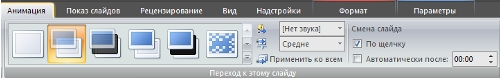 Анимация Показ слайдов Рецензирование Вид Надстройки Формат Параметры
[Нет звука] Смена слайда
Средне По щелчку
Применить ко всем Автоматически после: 00:00
Переход к этому слайду